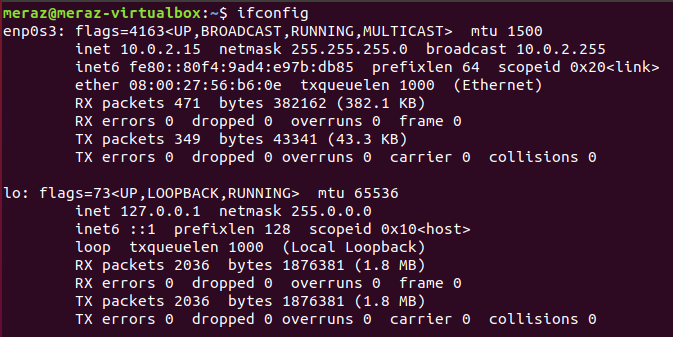 meraz@meraz-virtualbox:~$ ifconfig
enp0s3: flags=4163<UP,BROADCAST,RUNNING,MULTICAST>  mtu 1500
        inet 10.0.2.15  netmask 255.255.255.0  broadcast 10.0.2.255
        inet6 fe80::80f4:9ad4:e97b:db85  prefixlen 64  scopeid 0x20<link>
        ether 08:00:27:56:b6:0e  txqueuelen 1000  (Ethernet)
        RX packets 471  bytes 382162 (382.1 KB)
        RX errors 0  dropped 0  overruns 0  frame 0
        TX packets 349  bytes 43341 (43.3 KB)
        TX errors 0  dropped 0 overruns 0  carrier 0  collisions 0

lo: flags=73<UP,LOOPBACK,RUNNING>  mtu 65536
        inet 127.0.0.1  netmask 255.0.0.0
        inet6 ::1  prefixlen 128  scopeid 0x10<host>
        loop  txqueuelen 1000  (Local Loopback)
        RX packets 2036  bytes 1876381 (1.8 MB)
        RX errors 0  dropped 0  overruns 0  frame 0
        TX packets 2036  bytes 1876381 (1.8 MB)
        TX errors 0  dropped 0 overruns 0  carrier 0  collisions 0